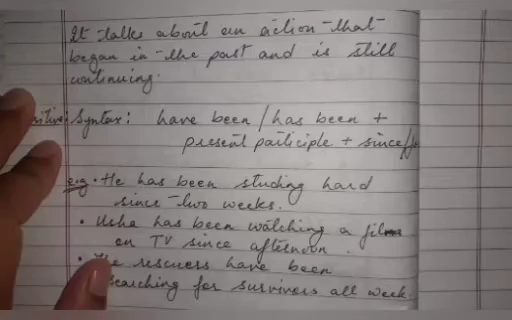 It talks about an action that
began in the past and is still
continuing.
Syntax: have been / has been +
present participle + since/
e.g. • He has been studing hard
since two weeks.
• Usha has been watching a film
on TV since afternoon.
• The rescuers have been
searching for survivors all week.